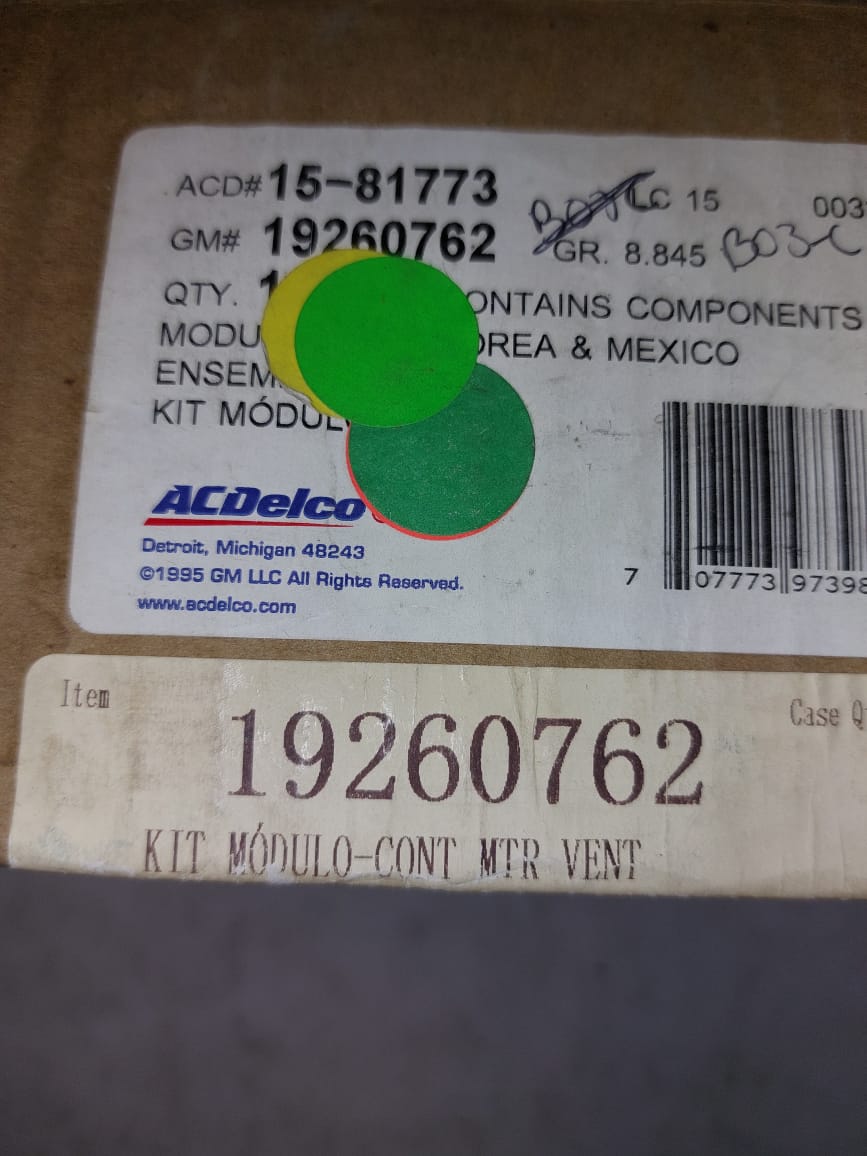 ACD# 15-81773
LC 15 003
GM# 19260762
GR. 8.845 B03-C
QTY. 1 ONTAINS COMPONENTS
MODU OREA & MEXICO
ENSEM
KIT MÓDUL
ACDelco
Detroit, Michigan 48243
©1995 GM LLC All Rights Reserved.
www.acdelco.com
7 07773 97398
Item
Case Q
19260762
KIT MÓDULO-CONT MTR VENT